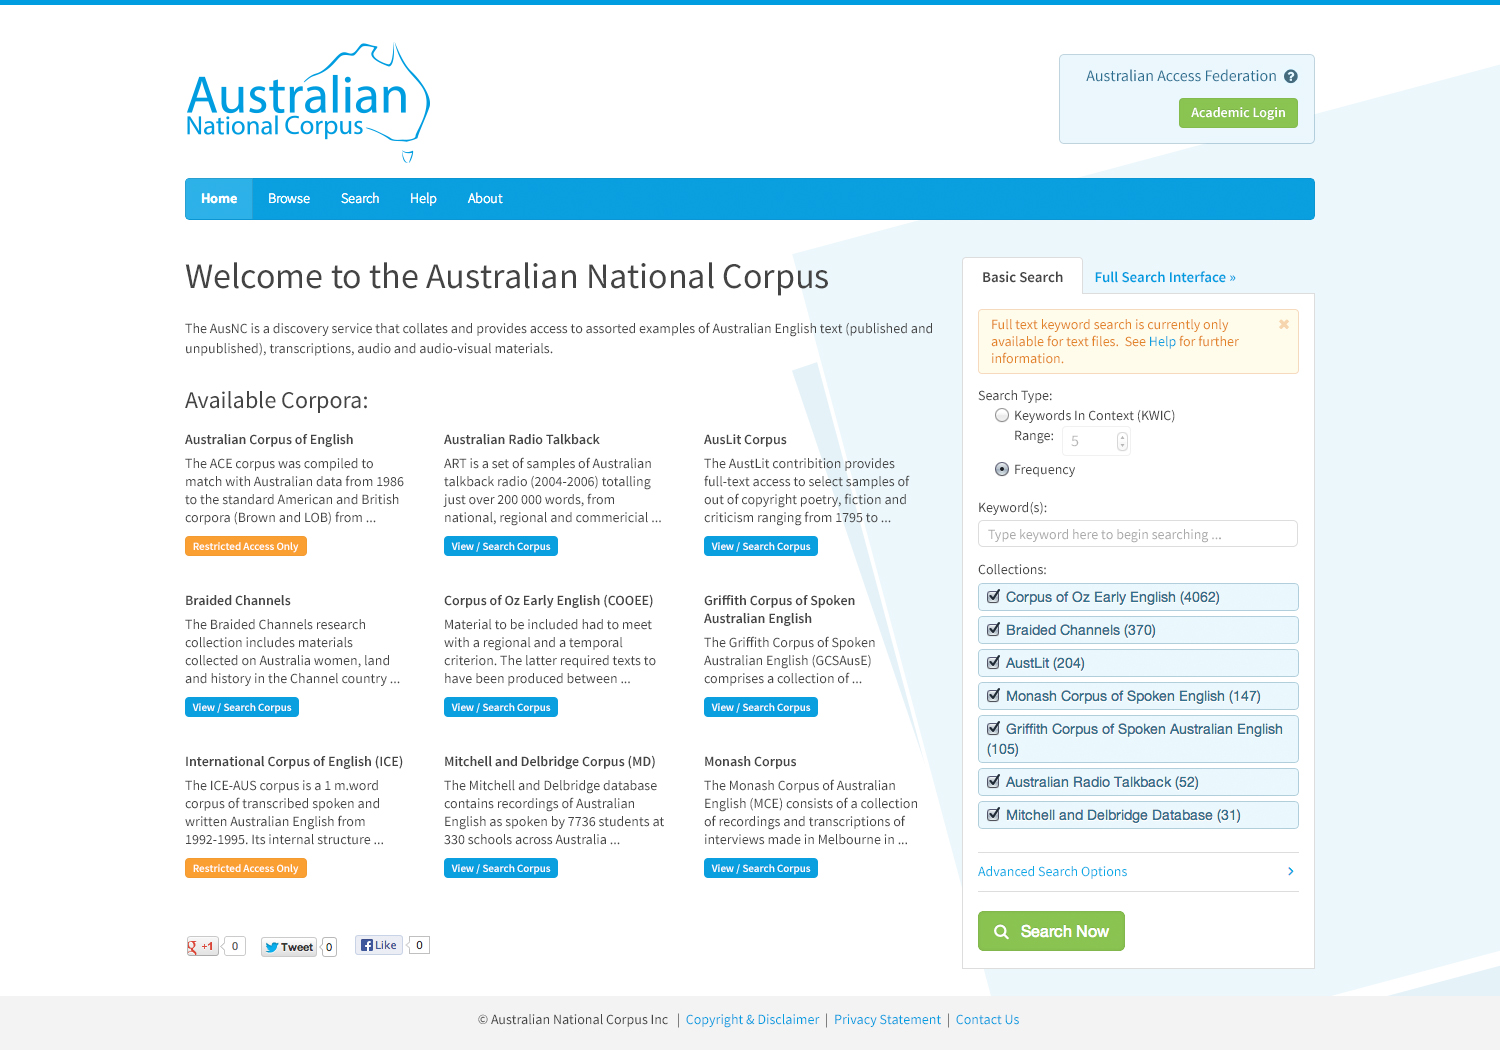 Australian
National Corpus
Australian Access Federation
Academic Login
Home Browse Search Help About
Welcome to the Australian National Corpus
The AusNC is a discovery service that collates and provides access to assorted examples of Australian English text (published and
unpublished), transcriptions, audio and audio-visual materials.
Available Corpora:
Australian Corpus of English
The ACE corpus was compiled to
match with Australian data from 1986
to the standard American and British
corpora (Brown and LOB) from ...
Restricted Access Only
Australian Radio Talkback
ART is a set of samples of Australian
talkback radio (2004-2006) totalling
just over 200 000 words, from
national, regional and commericial ...
View / Search Corpus
AusLit Corpus
The AustLit contribition provides
full-text access to select samples of
out of copyright poetry, fiction and
criticism ranging from 1795 to ...
View / Search Corpus
Braided Channels
The Braided Channels research
collection includes materials
collected on Australia women, land
and history in the Channel country ...
View / Search Corpus
Corpus of Oz Early English (COOEE)
Material to be included had to meet
with a regional and a temporal
criterion. The latter required texts to
have been produced between ...
View / Search Corpus
Griffith Corpus of Spoken
Australian English
The Griffith Corpus of Spoken
Australian English (GCSAusE)
comprises a collection of ...
View / Search Corpus
International Corpus of English (ICE)
The ICE-AUS corpus is a 1 m.word
corpus of transcribed spoken and
written Australian English from
1992-1995. Its internal structure ...
Restricted Access Only
Mitchell and Delbridge Corpus (MD)
The Mitchell and Delbridge database
contains recordings of Australian
English as spoken by 7736 students at
330 schools across Australia ...
View / Search Corpus
Monash Corpus
The Monash Corpus of Australian
English (MCE) consists of a collection
of recordings and transcriptions of
interviews made in Melbourne in ...
View / Search Corpus
g +1 0 Tweet 0 Like 0
Basic Search Full Search Interface »
Full text keyword search is currently only
available for text files. See Help for further
information.
Search Type:
Keywords In Context (KWIC)
Range: 5
Frequency
Keyword(s):
Type keyword here to begin searching ...
Collections:
Corpus of Oz Early English (4062)
Braided Channels (370)
AustLit (204)
Monash Corpus of Spoken English (147)
Griffith Corpus of Spoken Australian English
(105)
Australian Radio Talkback (52)
Mitchell and Delbridge Database (31)
Advanced Search Options
Search Now
© Australian National Corpus Inc | Copyright & Disclaimer | Privacy Statement | Contact Us